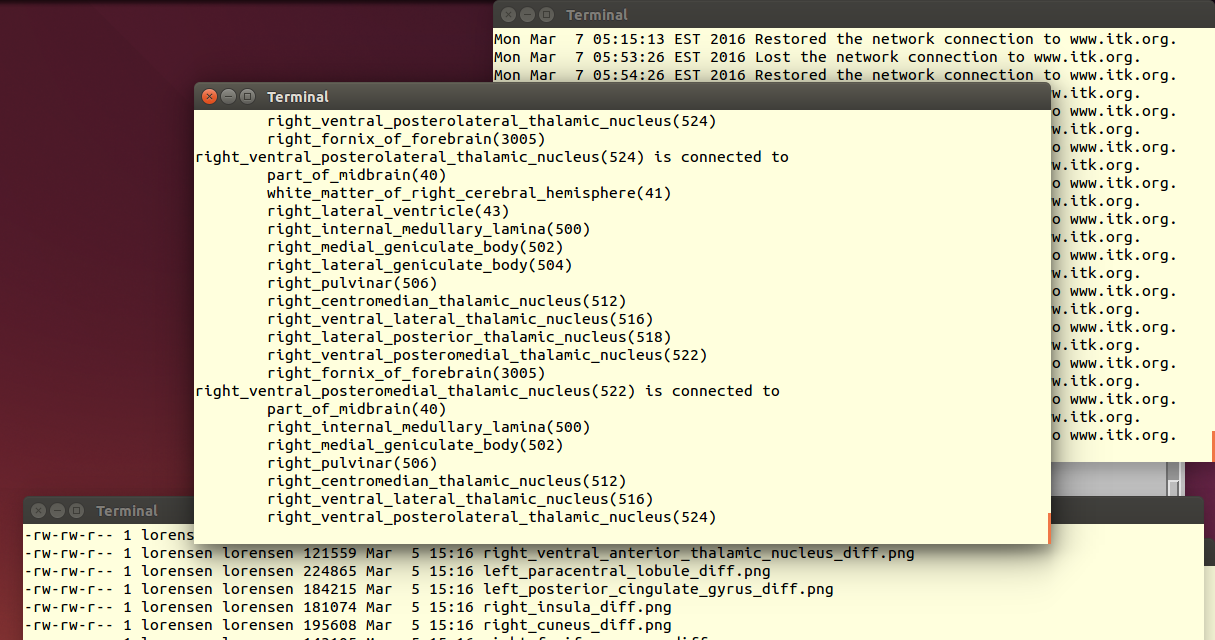 Terminal
Mon Mar  7 05:15:13 EST 2016 Restored the network connection to www.itk.org.
Mon Mar  7 05:53:26 EST 2016 Lost the network connection to www.itk.org.
Mon Mar  7 05:54:26 EST 2016 Restored the network connection to www.itk.org.
w.itk.org.
o www.itk.org.
w.itk.org.
o www.itk.org.
w.itk.org.
o www.itk.org.
w.itk.org.
o www.itk.org.
w.itk.org.
o www.itk.org.
w.itk.org.
o www.itk.org.
w.itk.org.
o www.itk.org.
w.itk.org.
o www.itk.org.
w.itk.org.
o www.itk.org.
w.itk.org.
o www.itk.org.
Terminal
right_ventral_posterolateral_thalamic_nucleus(524)
right_fornix_of_forebrain(3005)
right_ventral_posterolateral_thalamic_nucleus(524) is connected to
part_of_midbrain(40)
white_matter_of_right_cerebral_hemisphere(41)
right_lateral_ventricle(43)
right_internal_medullary_lamina(500)
right_medial_geniculate_body(502)
right_lateral_geniculate_body(504)
right_pulvinar(506)
right_centromedian_thalamic_nucleus(512)
right_ventral_lateral_thalamic_nucleus(516)
right_lateral_posterior_thalamic_nucleus(518)
right_ventral_posteromedial_thalamic_nucleus(522)
right_fornix_of_forebrain(3005)
right_ventral_posteromedial_thalamic_nucleus(522) is connected to
part_of_midbrain(40)
right_internal_medullary_lamina(500)
right_medial_geniculate_body(502)
right_pulvinar(506)
right_centromedian_thalamic_nucleus(512)
right_ventral_lateral_thalamic_nucleus(516)
right_ventral_posterolateral_thalamic_nucleus(524)
Terminal
-rw-rw-r-- 1 lorens
-rw-rw-r-- 1 lorensen lorensen 121559 Mar  5 15:16 right_ventral_anterior_thalamic_nucleus_diff.png
-rw-rw-r-- 1 lorensen lorensen 224865 Mar  5 15:16 left_paracentral_lobule_diff.png
-rw-rw-r-- 1 lorensen lorensen 184215 Mar  5 15:16 left_posterior_cingulate_gyrus_diff.png
-rw-rw-r-- 1 lorensen lorensen 181074 Mar  5 15:16 right_insula_diff.png
-rw-rw-r-- 1 lorensen lorensen 195608 Mar  5 15:16 right_cuneus_diff.png